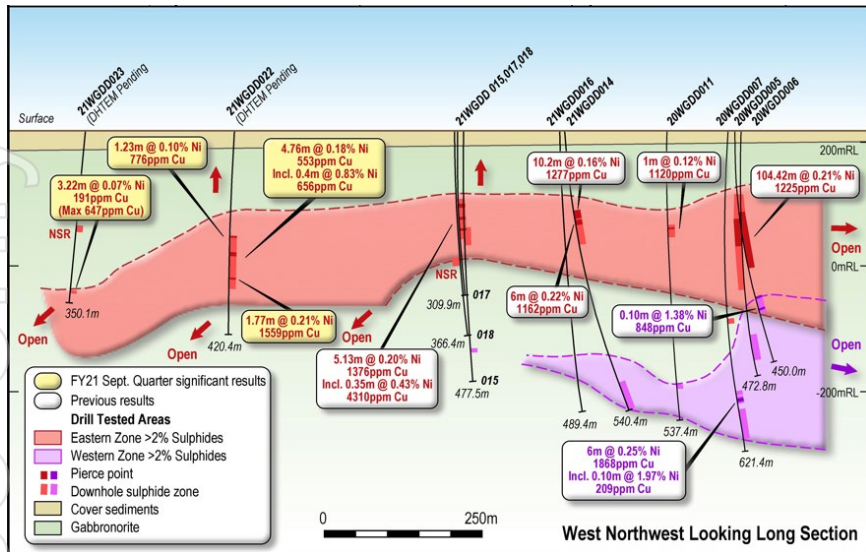 21WGDD023
(DHTEM Pending
21WGDD022
(DHTEM Pending
21WGDD 015,017,018
21WGDD016
21WGDD014
20WGDD011
20WGDD007
20WGDD005
20WGDD006
Surface
200mRL
0mRL
-200mRL
1.23m @ 0.10% Ni
776ppm Cu
4.76m @ 0.18% Ni
553ppm Cu
Incl. 0.4m @ 0.83% Ni
656ppm Cu
3.22m @ 0.07% Ni
191ppm Cu
(Max 647ppm Cu)
10.2m @ 0.16% Ni
1277ppm Cu
1m @ 0.12% Ni
1120ppm Cu
104.42m @ 0.21% Ni
1225ppm Cu
NSR
NSR
Open
Open
Open
Open
Open
6m @ 0.22% Ni
1162ppm Cu
0.10m @ 1.38% Ni
848ppm Cu
1.77m @ 0.21% Ni
1559ppm Cu
5.13m @ 0.20% Ni
1376ppm Cu
Incl. 0.35m @ 0.43% Ni
4310ppm Cu
6m @ 0.25% Ni
1868ppm Cu
Incl. 0.10m @ 1.97% Ni
209ppm Cu
350.1m
420.4m
017
309.9m
018
366.4m
015
477.5m
489.4m
540.4m
537.4m
621.4m
472.8m
450.0m
FY21 Sept. Quarter significant results
Previous results
Drill Tested Areas
Eastern Zone >2% Sulphides
Western Zone >2% Sulphides
Pierce point
Downhole sulphide zone
Cover sediments
Gabbronorite
0
250m
West Northwest Looking Long Section